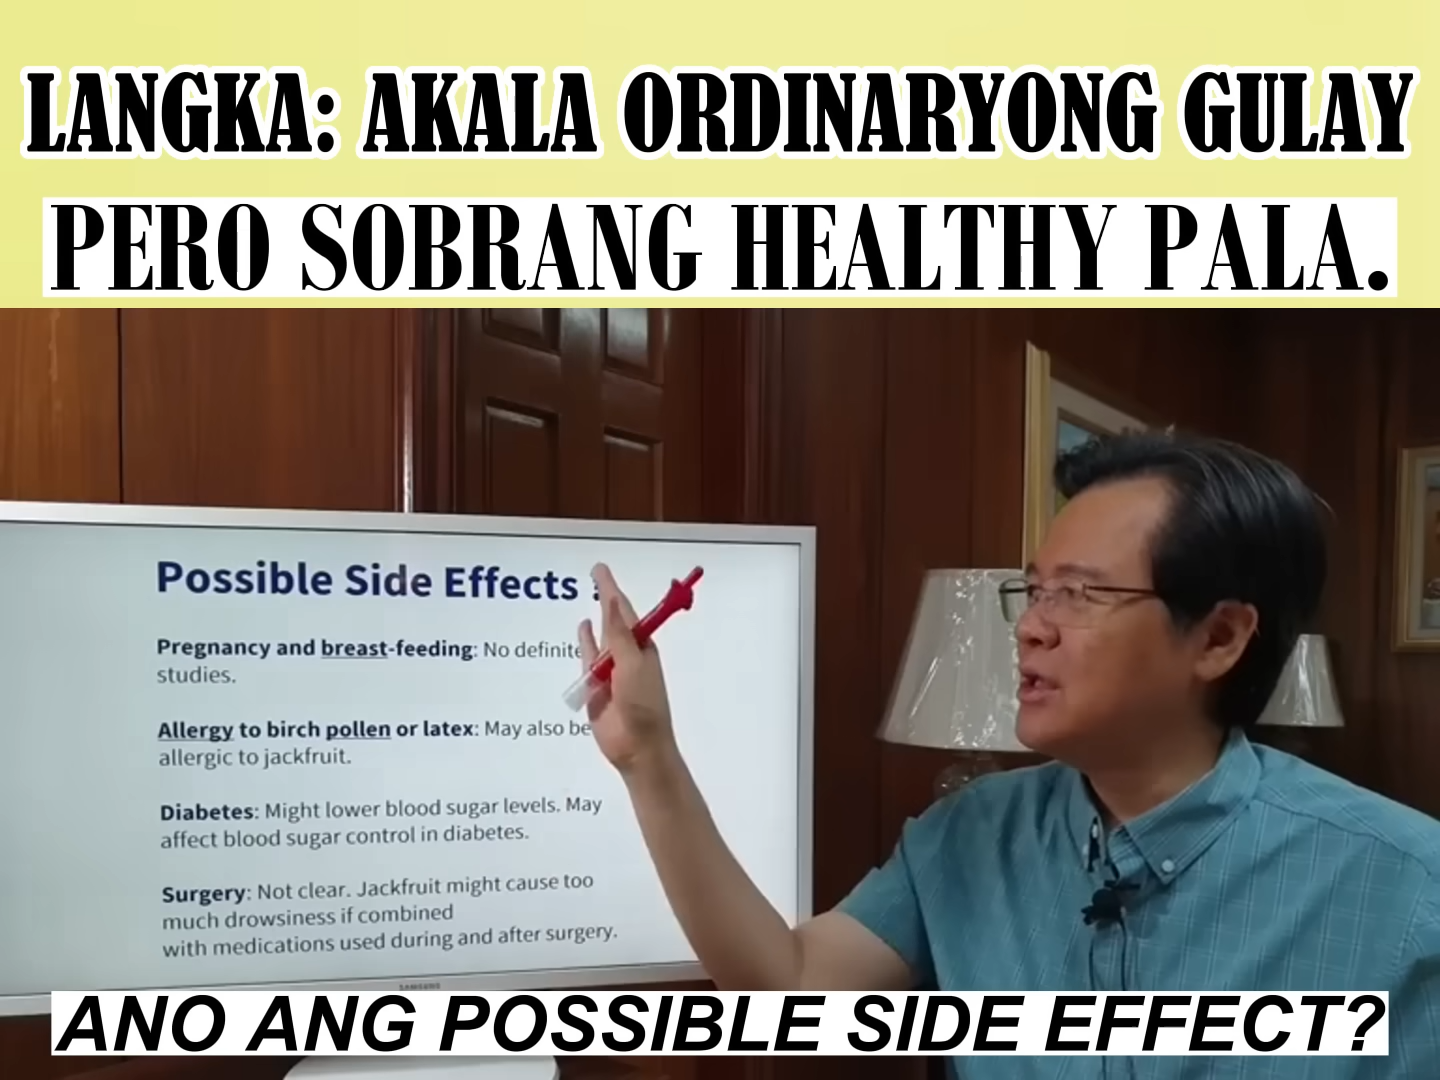 LANGKA: AKALA ORDINARYONG GULAY
PERO SOBRANG HEALTHY PALA.
Possible Side Effects
Pregnancy and breast-feeding: No definite
studies.
Allergy to birch pollen or latex: May also be
allergic to jackfruit.
Diabetes: Might lower blood sugar levels. May
affect blood sugar control in diabetes.
Surgery: Not clear. Jackfruit might cause too
much drowsiness if combined
with medications used during and after surgery.
SAMSUNG
ANO ANG POSSIBLE SIDE EFFECT?